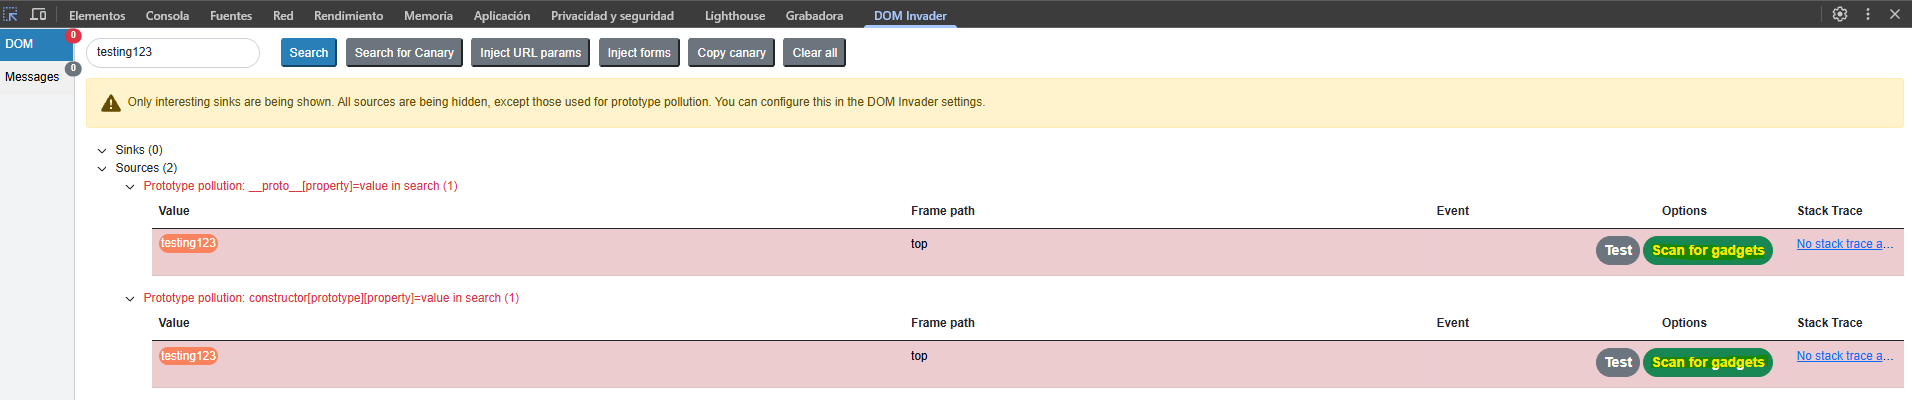 Elementos Consola Fuentes Red Rendimiento Memoria Aplicación Privacidad y seguridad Lighthouse Grabadora DOM Invader
DOM 0
Messages 0
testing123 Search Search for Canary Inject URL params Inject forms Copy canary Clear all
Only interesting sinks are being shown. All sources are being hidden, except those used for prototype pollution. You can configure this in the DOM Invader settings.
Sinks (0)
Sources (2)
Prototype pollution: __proto__[property]=value in search (1)
Value Frame path Event Options Stack Trace
testing123 top Test Scan for gadgets No stack trace a...
Prototype pollution: constructor[prototype][property]=value in search (1)
Value Frame path Event Options Stack Trace
testing123 top Test Scan for gadgets No stack trace a...